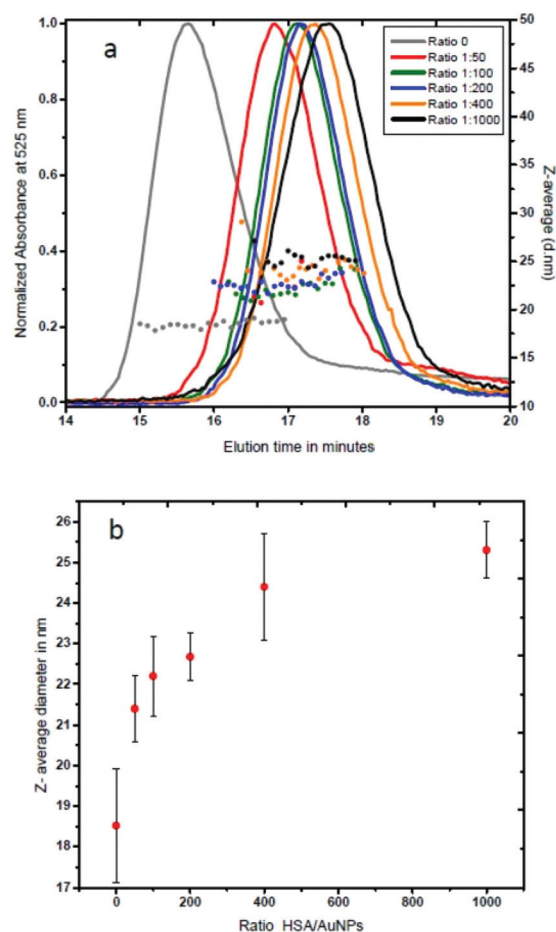 a
Ratio 0
Ratio 1:50
Ratio 1:100
Ratio 1:200
Ratio 1:400
Ratio 1:1000
Normalized Absorbance at 525 nm
1.0
0.8
0.6
0.4
0.2
0.0
50
45
40
35
30
25
20
15
10
Z-average (d.nm)
14 15 16 17 18 19 20
Elution time in minutes
b
Z- average diameter in nm
26
25
24
23
22
21
20
19
18
17
0 200 400 600 800 1000
Ratio HSA/AuNPs